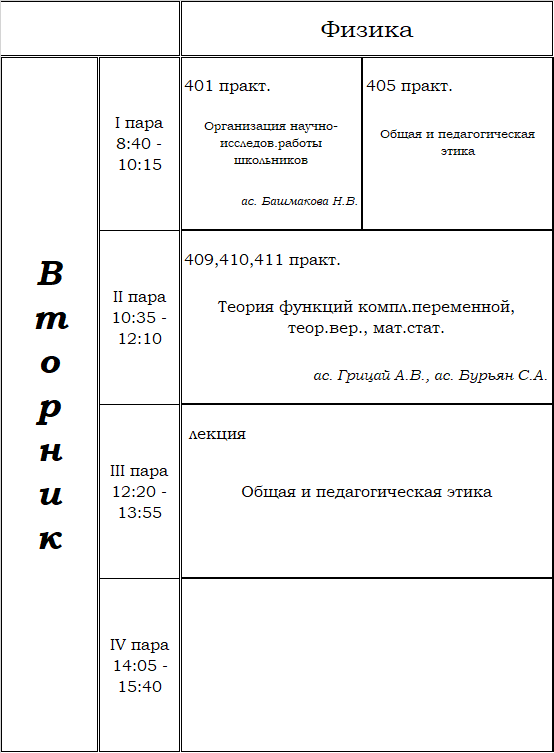 Физика
Вторник
I пара
8:40 -
10:15
401 практ.
Организация научно-
исследов.работы
школьников
ас. Башмакова Н.В.
405 практ.
Общая и педагогическая
этика
II пара
10:35 -
12:10
409,410,411 практ.
Теория функций компл.переменной,
теор.вер., мат.стат.
ас. Грицай А.В., ас. Бурьян С.А.
III пара
12:20 -
13:55
лекция
Общая и педагогическая этика
IV пара
14:05 -
15:40